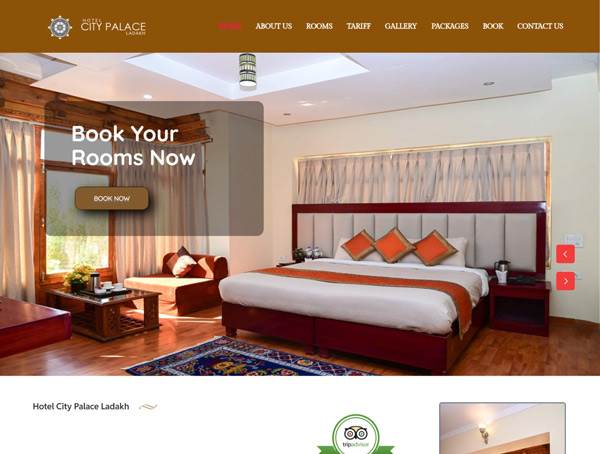 HOTEL
CITY PALACE
LADAKH
HOME ABOUT US ROOMS TARIFF GALLERY PACKAGES BOOK CONTACT US
Book Your
Rooms Now
BOOK NOW
Hotel City Palace Ladakh
tripadvisor